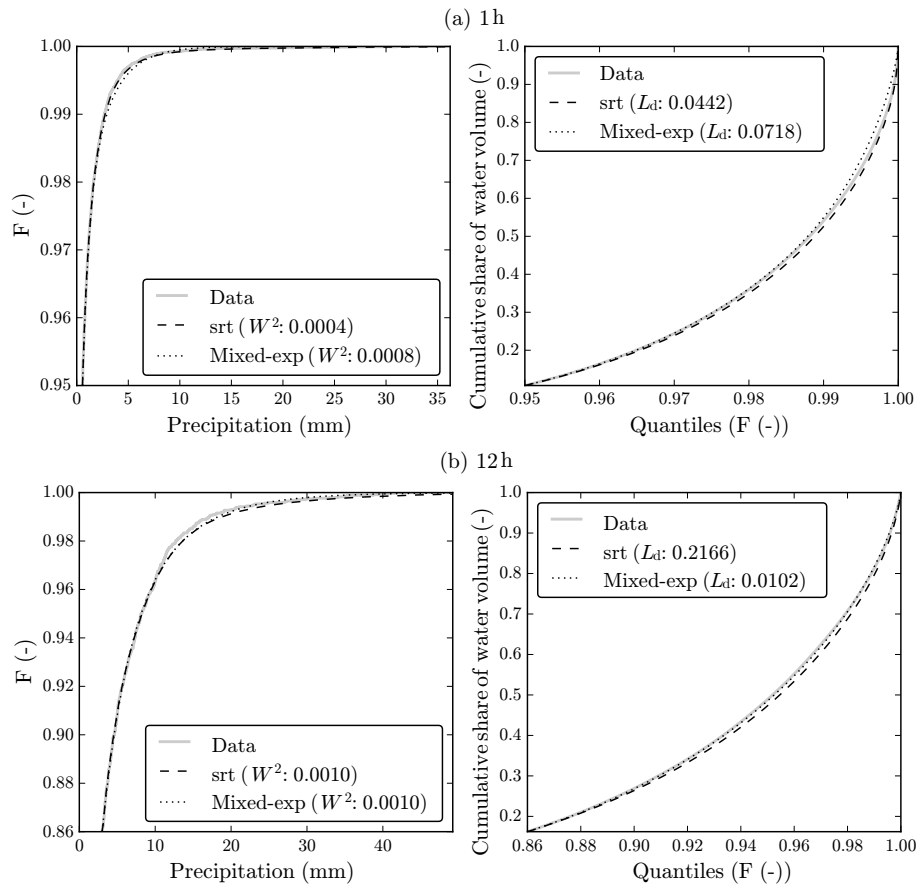 (a) 1h
1.00
0.99
0.98
0.97
0.96
0.95
F (-)
0 5 10 15 20 25 30 35
Precipitation (mm)
Data
srt (W²: 0.0004)
Mixed-exp (W²: 0.0008)
1.0
0.9
0.8
0.7
0.6
0.5
0.4
0.3
0.2
Cumulative share of water volume (-)
0.95 0.96 0.97 0.98 0.99 1.00
Quantiles (F (-))
Data
srt (Ld: 0.0442)
Mixed-exp (Ld: 0.0718)
(b) 12h
1.00
0.98
0.96
0.94
0.92
0.90
0.88
0.86
F (-)
0 10 20 30 40
Precipitation (mm)
Data
srt (W²: 0.0010)
Mixed-exp (W²: 0.0010)
1.0
0.9
0.8
0.7
0.6
0.5
0.4
0.3
0.2
Cumulative share of water volume (-)
0.86 0.88 0.90 0.92 0.94 0.96 0.98 1.00
Quantiles (F (-))
Data
srt (Ld: 0.2166)
Mixed-exp (Ld: 0.0102)